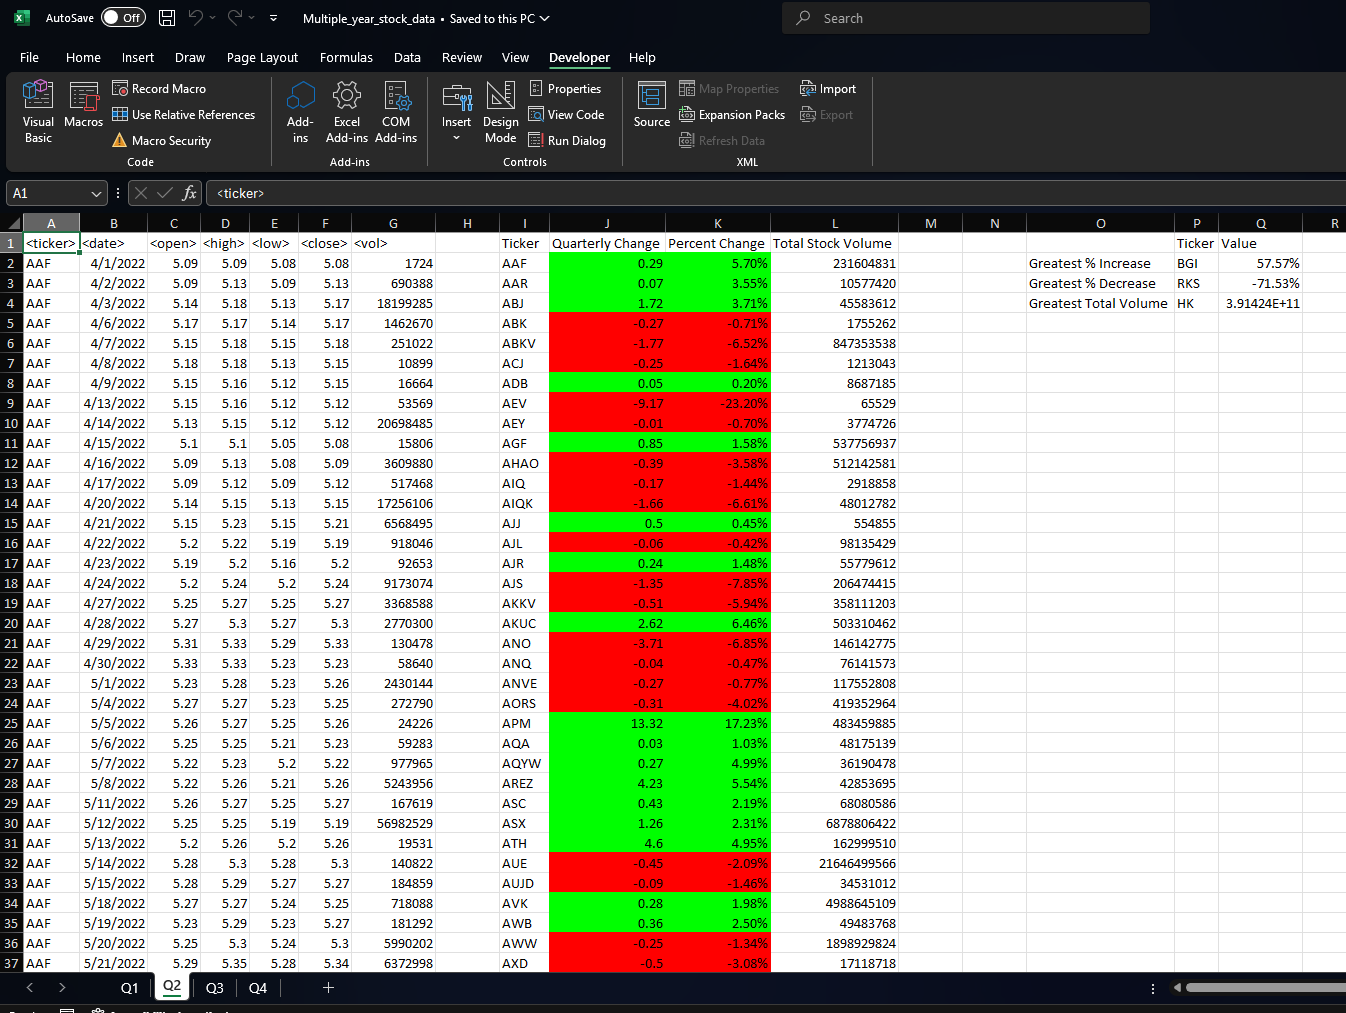 AutoSave Off Multiple_year_stock_data • Saved to this PC Search
File Home Insert Draw Page Layout Formulas Data Review View Developer Help
Visual Basic Macros Record Macro Use Relative References Macro Security Code
Add-ins Excel Add-ins COM Add-ins Add-ins
Insert Design Mode Properties View Code Run Dialog Controls
Source Map Properties Expansion Packs Refresh Data Import Export XML
A1 fx <ticker>
A B C D E F G H I J K L M N O P Q R
1 <ticker> <date> <open> <high> <low> <close> <vol> Ticker Quarterly Change Percent Change Total Stock Volume Ticker Value
2 AAF 4/1/2022 5.09 5.09 5.08 5.08 1724 AAF 0.29 5.70% 231604831 Greatest % Increase BGI 57.57%
3 AAF 4/2/2022 5.09 5.13 5.09 5.13 690388 AAR 0.07 3.55% 10577420 Greatest % Decrease RKS -71.53%
4 AAF 4/3/2022 5.14 5.18 5.13 5.17 18199285 ABJ 1.72 3.71% 45583612 Greatest Total Volume HK 3.91424E+11
5 AAF 4/6/2022 5.17 5.17 5.14 5.17 1462670 ABK -0.27 -0.71% 1755262
6 AAF 4/7/2022 5.15 5.18 5.15 5.18 251022 ABKV -1.77 -6.52% 847353538
7 AAF 4/8/2022 5.18 5.18 5.13 5.15 10899 ACJ -0.25 -1.64% 1213043
8 AAF 4/9/2022 5.15 5.16 5.12 5.15 16664 ADB 0.05 0.20% 8687185
9 AAF 4/13/2022 5.15 5.16 5.12 5.12 53569 AEV -9.17 -23.20% 65529
10 AAF 4/14/2022 5.13 5.15 5.12 5.12 20698485 AEY -0.01 -0.70% 3774726
11 AAF 4/15/2022 5.1 5.1 5.05 5.08 15806 AGF 0.85 1.58% 537756937
12 AAF 4/16/2022 5.09 5.13 5.08 5.09 3609880 AHAO -0.39 -3.58% 512142581
13 AAF 4/17/2022 5.09 5.12 5.09 5.12 517468 AIQ -0.17 -1.44% 2918858
14 AAF 4/20/2022 5.14 5.15 5.13 5.15 17256106 AIQK -1.66 -6.61% 48012782
15 AAF 4/21/2022 5.15 5.23 5.15 5.21 6568495 AJJ 0.5 0.45% 554855
16 AAF 4/22/2022 5.2 5.22 5.19 5.19 918046 AJL -0.06 -0.42% 98135429
17 AAF 4/23/2022 5.19 5.2 5.16 5.2 92653 AJR 0.24 1.48% 55779612
18 AAF 4/24/2022 5.2 5.24 5.2 5.24 9173074 AJS -1.35 -7.85% 206474415
19 AAF 4/27/2022 5.25 5.27 5.25 5.27 3368588 AKKV -0.51 -5.94% 358111203
20 AAF 4/28/2022 5.27 5.3 5.27 5.3 2770300 AKUC 2.62 6.46% 503310462
21 AAF 4/29/2022 5.31 5.33 5.29 5.33 130478 ANO -3.71 -6.85% 146142775
22 AAF 4/30/2022 5.33 5.33 5.23 5.23 58640 ANQ -0.04 -0.47% 76141573
23 AAF 5/1/2022 5.23 5.28 5.23 5.26 2430144 ANVE -0.27 -0.77% 117552808
24 AAF 5/4/2022 5.27 5.27 5.23 5.25 272790 AORS -0.31 -4.02% 419352964
25 AAF 5/5/2022 5.26 5.27 5.25 5.26 24226 APM 13.32 17.23% 483459885
26 AAF 5/6/2022 5.25 5.25 5.21 5.23 59283 AQA 0.03 1.03% 48175139
27 AAF 5/7/2022 5.22 5.23 5.2 5.22 977965 AQYW 0.27 4.99% 36190478
28 AAF 5/8/2022 5.22 5.26 5.21 5.26 5243956 AREZ 4.23 5.54% 42853695
29 AAF 5/11/2022 5.26 5.27 5.25 5.27 167619 ASC 0.43 2.19% 68080586
30 AAF 5/12/2022 5.25 5.25 5.19 5.19 56982529 ASX 1.26 2.31% 6878806422
31 AAF 5/13/2022 5.2 5.26 5.2 5.26 19531 ATH 4.6 4.95% 162999510
32 AAF 5/14/2022 5.28 5.3 5.28 5.3 140822 AUE -0.45 -2.09% 21646499566
33 AAF 5/15/2022 5.28 5.29 5.27 5.27 184859 AUJD -0.09 -1.46% 34531012
34 AAF 5/18/2022 5.27 5.27 5.24 5.25 718088 AVK 0.28 1.98% 4988645109
35 AAF 5/19/2022 5.23 5.29 5.23 5.27 181292 AWB 0.36 2.50% 49483768
36 AAF 5/20/2022 5.25 5.3 5.24 5.3 5990202 AWW -0.25 -1.34% 1898929824
37 AAF 5/21/2022 5.29 5.35 5.28 5.34 6372998 AXD -0.5 -3.08% 17118718
Q1 Q2 Q3 Q4